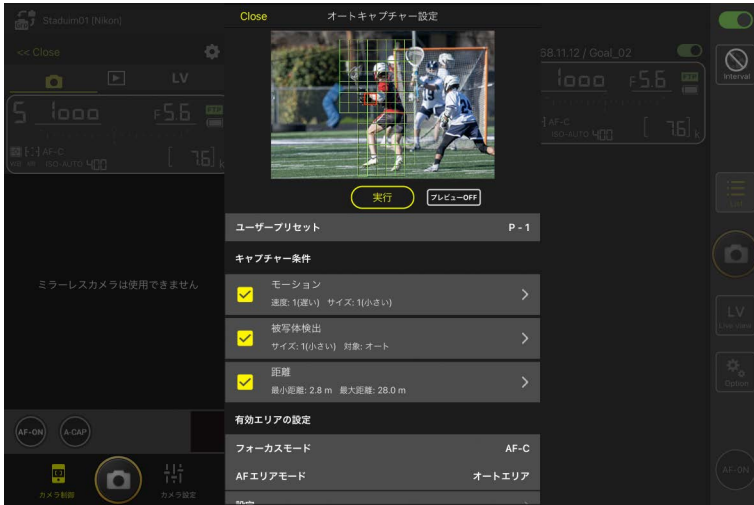 Stadium01 [Nikon]
<< Close
LV
5 1000 F5.6 FTP
AF-C
ISO-AUTO 400 [ 7.6] k
ミラーレスカメラは使用できません
AF-ON
A-CAP
カメラ制御
カメラ設定
Close
オートキャプチャー設定
実行
プレビューOFF
ユーザープリセット P - 1
キャプチャー条件
モーション
速度: 1(遅い) サイズ: 1(小さい)
被写体検出
サイズ: 1(小さい) 対象: オート
距離
最小距離: 2.8 m 最大距離: 28.0 m
有効エリアの設定
フォーカスモード AF-C
AFエリアモード オートエリア
68.11.12 / Goal_02
1000 F5.6 FTP
AF-C
ISO-AUTO 400 [ 7.6] k
Interval
List
LV
Live view
Option
AF-ON